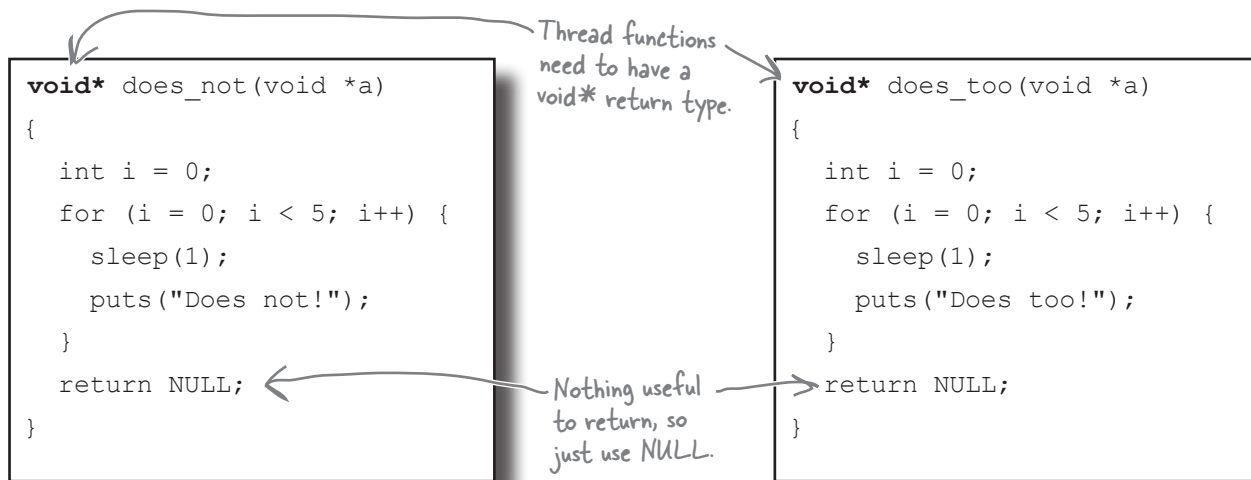 Thread functions
need to have a
void* return type.
void* does_not(void *a)
{
  int i = 0;
  for (i = 0; i < 5; i++) {
    sleep(1);
    puts("Does not!");
  }
  return NULL;
}
void* does_too(void *a)
{
  int i = 0;
  for (i = 0; i < 5; i++) {
    sleep(1);
    puts("Does too!");
  }
  return NULL;
}
Nothing useful
to return, so
just use NULL.